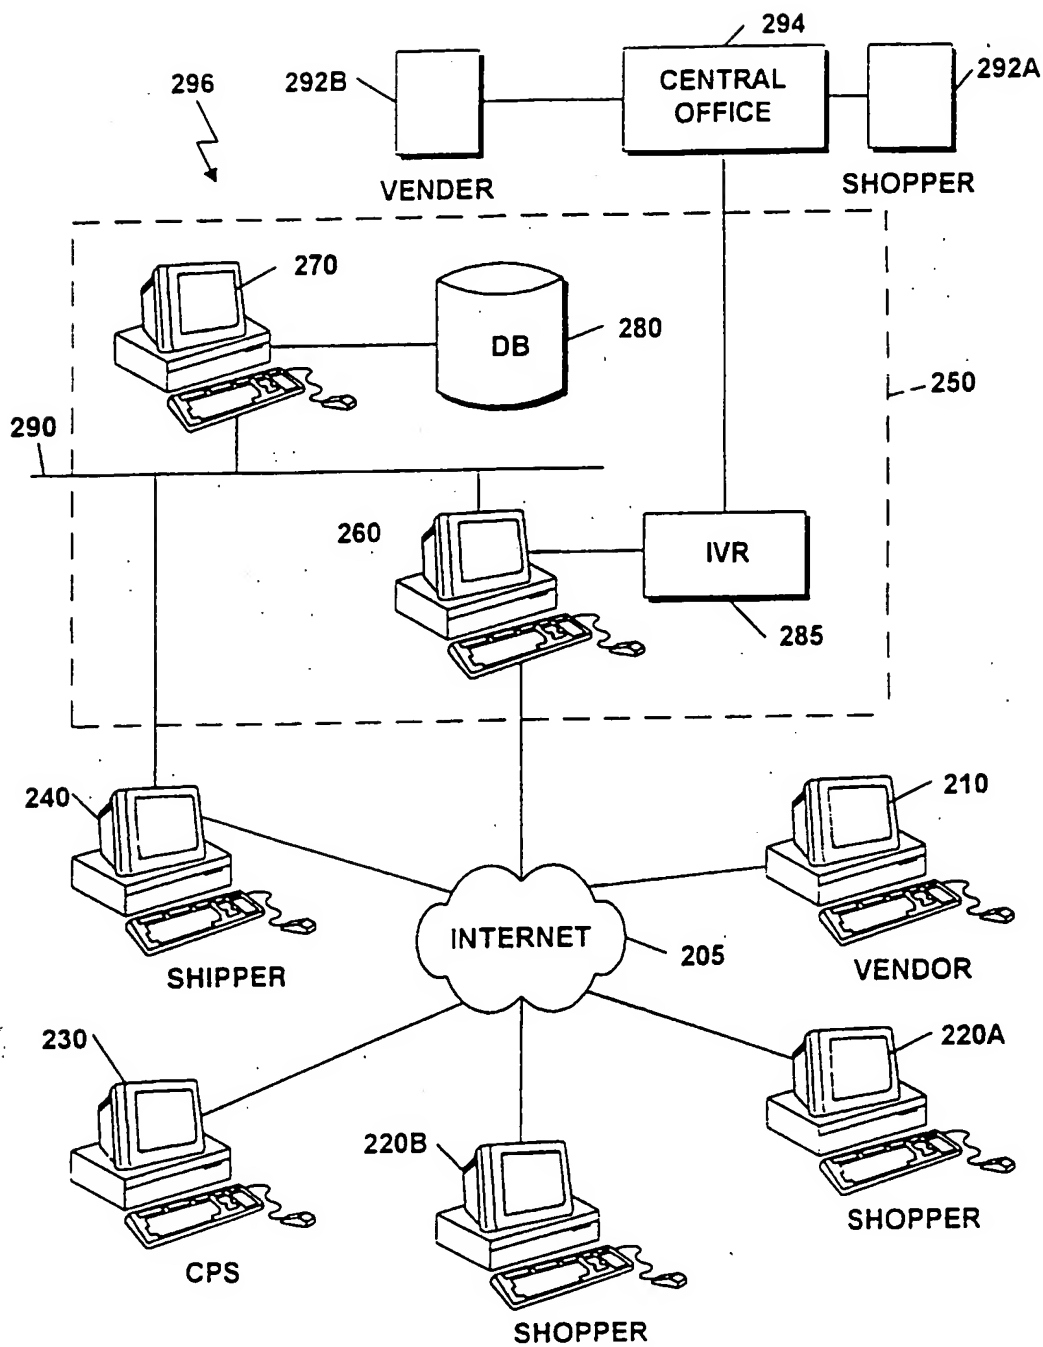 294
296
292B
CENTRAL
OFFICE
292A
VENDER
SHOPPER
270
DB
280
250
290
260
IVR
285
240
210
INTERNET
205
SHIPPER
VENDOR
230
220A
220B
SHOPPER
CPS
SHOPPER